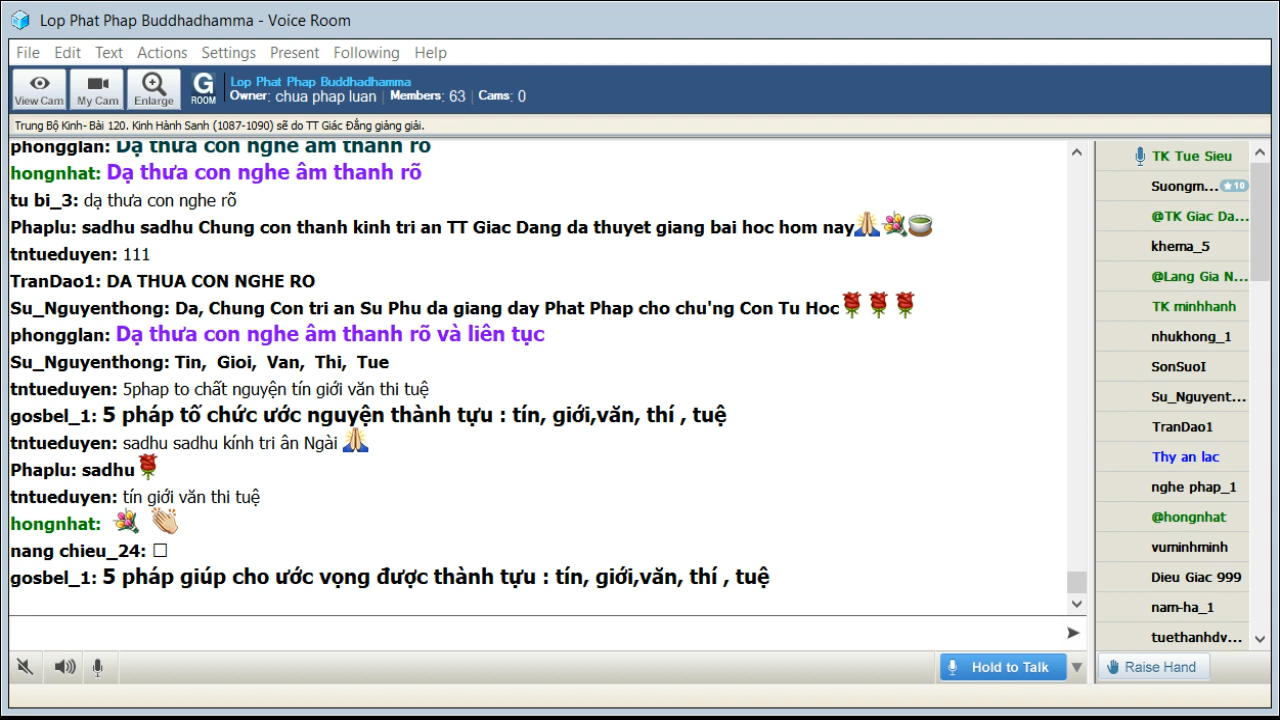 Lop Phat Phap Buddhadhamma - Voice Room
File Edit Text Actions Settings Present Following Help
View Cam My Cam Enlarge G ROOM
Lop Phat Phap Buddhadhamma
Owner: chua phap luan | Members: 63 | Cams: 0
Trung Bộ Kinh- Bài 120. Kinh Hành Sanh (1087-1090) sẽ do TT Giác Đẳng giảng giải.
phongglan: Dạ thưa con nghe âm thanh rõ
hongnhat: Dạ thưa con nghe âm thanh rõ
tu bi_3: dạ thưa con nghe rõ
Phaplu: sadhu sadhu Chung con thanh kinh tri an TT Giac Dang da thuyet giang bai hoc hom nay
tntueduyen: 111
TranDao1: DA THUA CON NGHE RO
Su_Nguyenthong: Da, Chung Con tri an Su Phu da giang day Phat Phap cho chu'ng Con Tu Hoc
phongglan: Dạ thưa con nghe âm thanh rõ và liên tục
Su_Nguyenthong: Tin, Gioi, Van, Thi, Tue
tntueduyen: 5phap to chất nguyện tín giới văn thi tuệ
gosbel_1: 5 pháp tố chức ước nguyện thành tựu : tín, giới,văn, thí , tuệ
tntueduyen: sadhu sadhu kính tri ân Ngài
Phaplu: sadhu
tntueduyen: tín giới văn thi tuệ
hongnhat:
nang chieu_24:
gosbel_1: 5 pháp giúp cho ước vọng được thành tựu : tín, giới,văn, thí , tuệ
Hold to Talk
TK Tue Sieu
Suongm... 10
@TK Giac Da...
khema_5
@Lang Gia N...
TK minhhanh
nhukhong_1
SonSuoI
Su_Nguyent...
TranDao1
Thy an lac
nghe phap_1
@hongnhat
vuminhminh
Dieu Giac 999
nam-ha_1
tuethanhdv...
Raise Hand